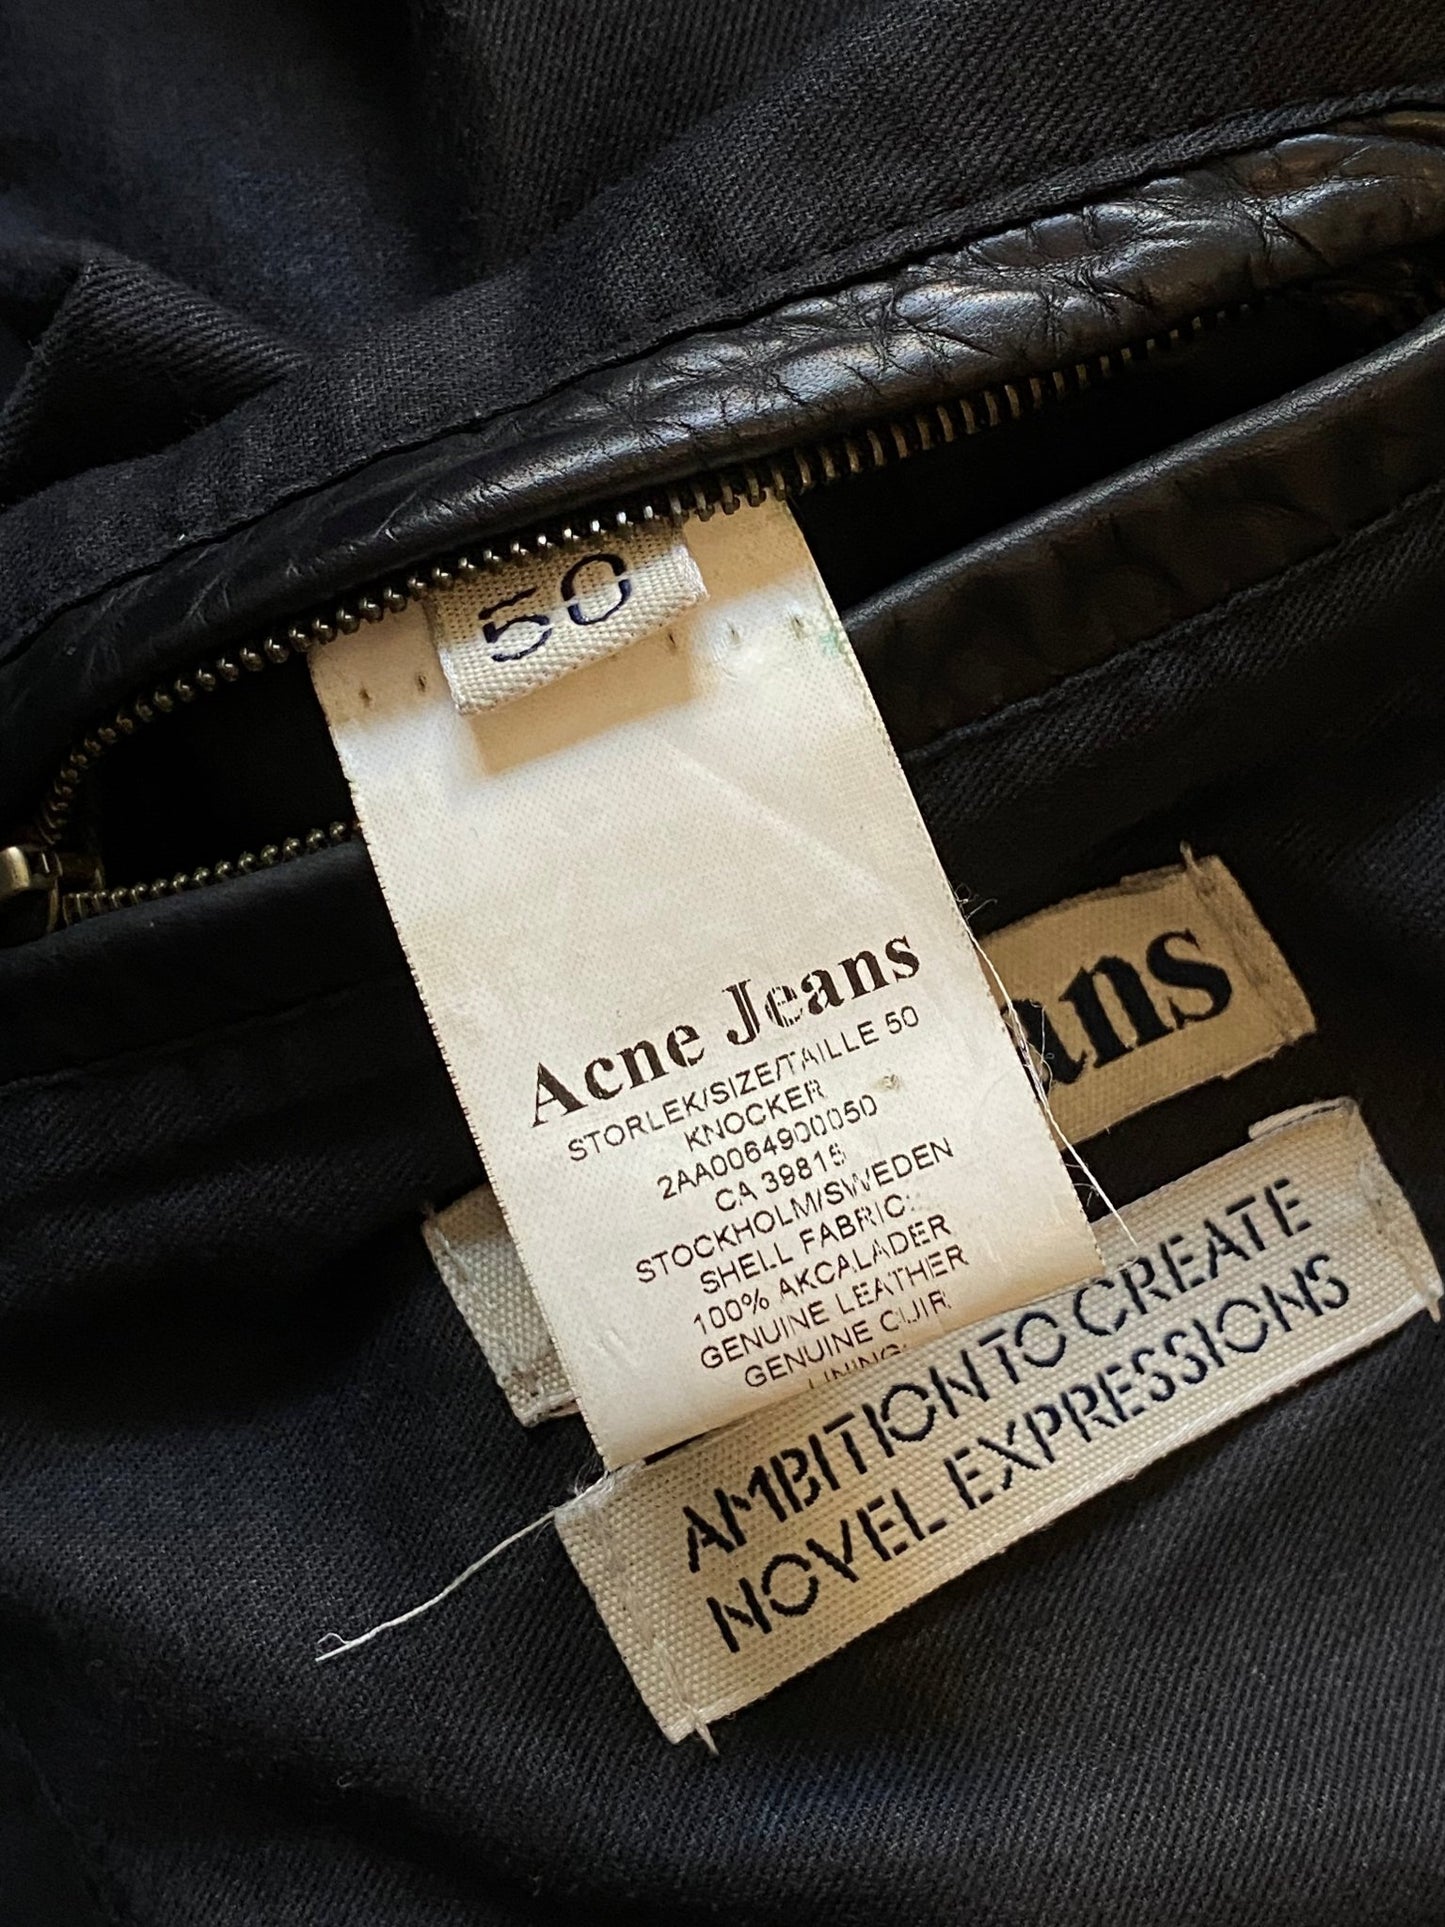 50
Acne Jeans
STORLEK/SIZE/TAILLE 50
KNOCKER
2AA0064900050
CA 39815
STOCKHOLM/SWEDEN
SHELL FABRIC:
100% AKCALADER
GENUINE LEATHER
GENUINE CUIR
LINING:
ans
AMBITION TO CREATE
NOVEL EXPRESSIONS